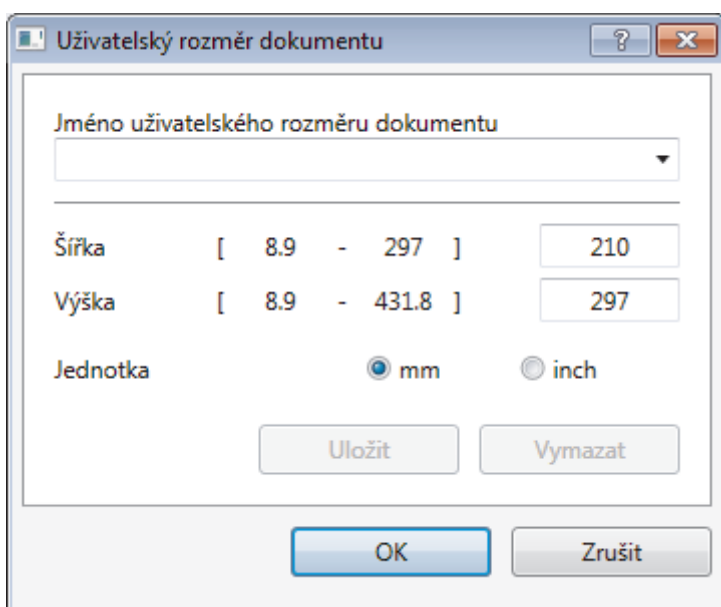 Uživatelský rozměr dokumentu
Jméno uživatelského rozměru dokumentu
Šířka [ 8.9 - 297 ] 210
Výška [ 8.9 - 431.8 ] 297
Jednotka mm inch
Uložit Vymazat
OK Zrušit